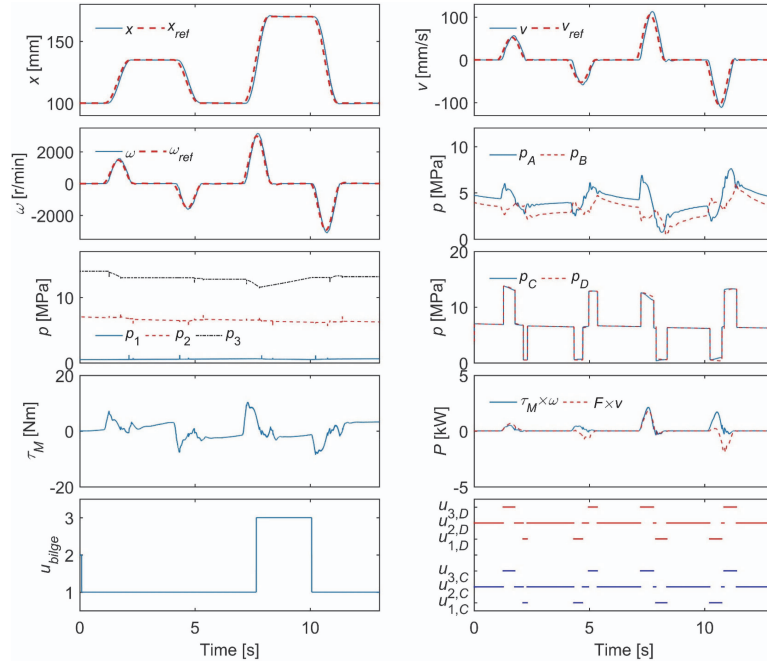 150
100
x [mm]
x x_ref
100
0
-100
v [mm/s]
v v_ref
2000
0
-2000
ω [r/min]
ω ω_ref
10
5
0
p [MPa]
p_A p_B
10
0
p [MPa]
p_1 p_2 p_3
20
10
0
p [MPa]
p_C p_D
20
0
-20
τ_M [Nm]
5
0
-5
P [kW]
τ_M×ω F×v
3
2
1
u_bilge
0 5 10
Time [s]
u_3,D
u_2,D
u_1,D
u_3,C
u_2,C
u_1,C
0 5 10
Time [s]